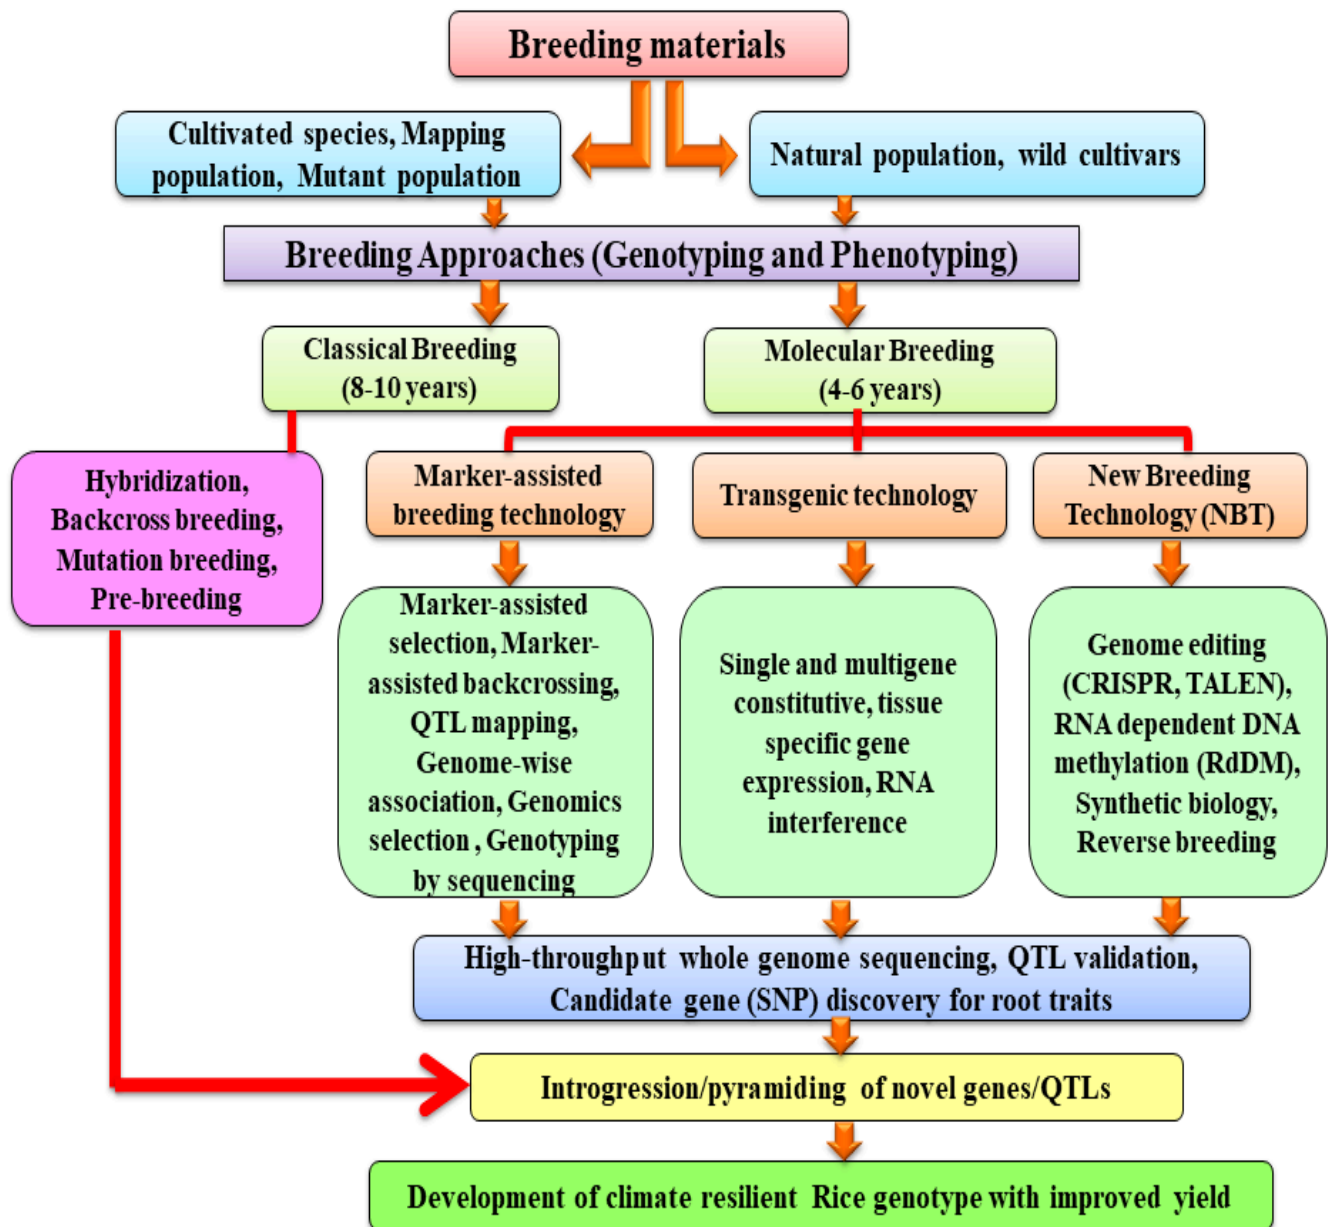 Breeding materials
Cultivated species, Mapping
population, Mutant population
Natural population, wild cultivars
Breeding Approaches (Genotyping and Phenotyping)
Classical Breeding
(8-10 years)
Molecular Breeding
(4-6 years)
Hybridization,
Backcross breeding,
Mutation breeding,
Pre-breeding
Marker-assisted
breeding technology
Transgenic technology
New Breeding
Technology (NBT)
Marker-assisted
selection, Marker-
assisted backcrossing,
QTL mapping,
Genome-wise
association, Genomics
selection , Genotyping
by sequencing
Single and multigene
constitutive, tissue
specific gene
expression, RNA
interference
Genome editing
(CRISPR, TALEN),
RNA dependent DNA
methylation (RdDM),
Synthetic biology,
Reverse breeding
High-throughput whole genome sequencing, QTL validation,
Candidate gene (SNP) discovery for root traits
Introgression/pyramiding of novel genes/QTLs
Development of climate resilient Rice genotype with improved yield